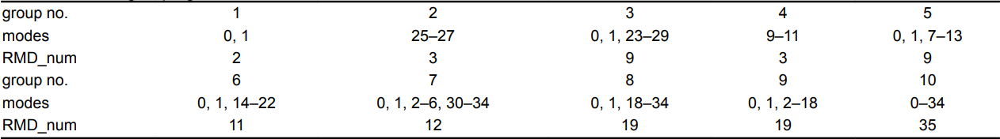 group no. 1 2 3 4 5
modes 0, 1 25–27 0, 1, 23–29 9–11 0, 1, 7–13
RMD_num 2 3 9 3 9
group no. 6 7 8 9 10
modes 0, 1, 14–22 0, 1, 2–6, 30–34 0, 1, 18–34 0, 1, 2–18 0–34
RMD_num 11 12 19 19 35